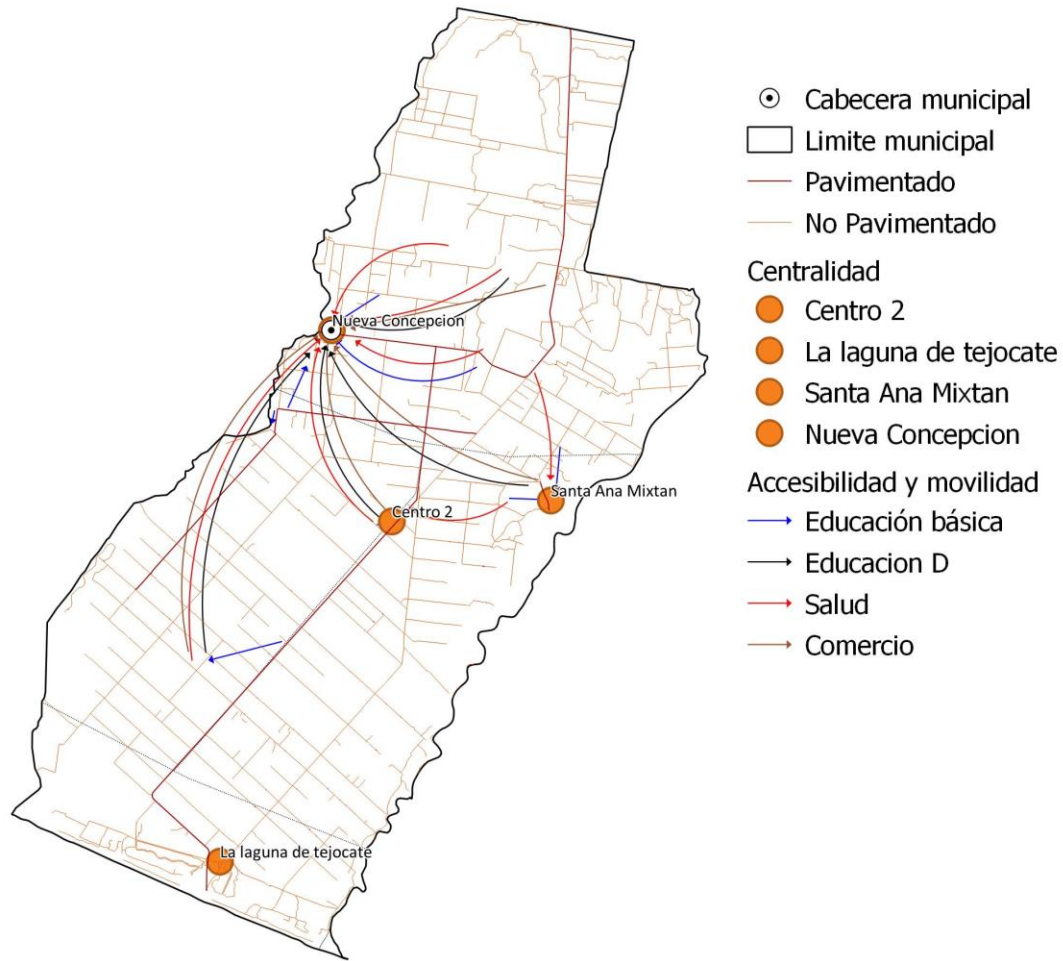 Nueva Concepcion
Santa Ana Mixtan
Centro 2
La laguna de tejocate
Cabecera municipal
Limite municipal
Pavimentado
No Pavimentado
Centralidad
Centro 2
La laguna de tejocate
Santa Ana Mixtan
Nueva Concepcion
Accesibilidad y movilidad
Educación básica
Educacion D
Salud
Comercio